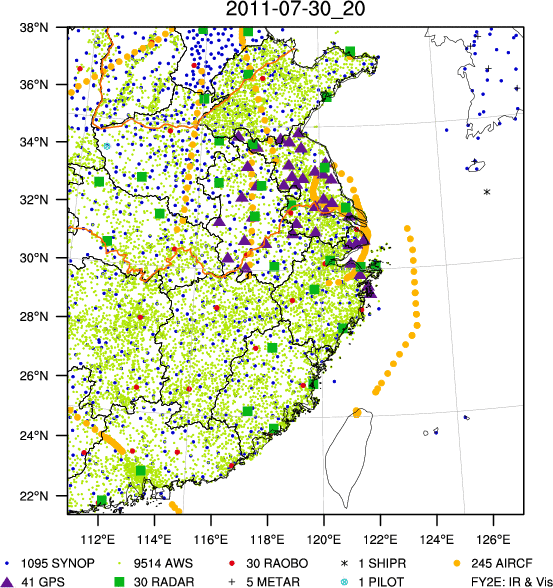 2011-07-30_20
38°N
36°N
34°N
32°N
30°N
28°N
26°N
24°N
22°N
112°E 114°E 116°E 118°E 120°E 122°E 124°E 126°E
1095 SYNOP 9514 AWS 30 RAOBO 1 SHIPR 245 AIRCF
41 GPS 30 RADAR 5 METAR 1 PILOT FY2E: IR & Vis